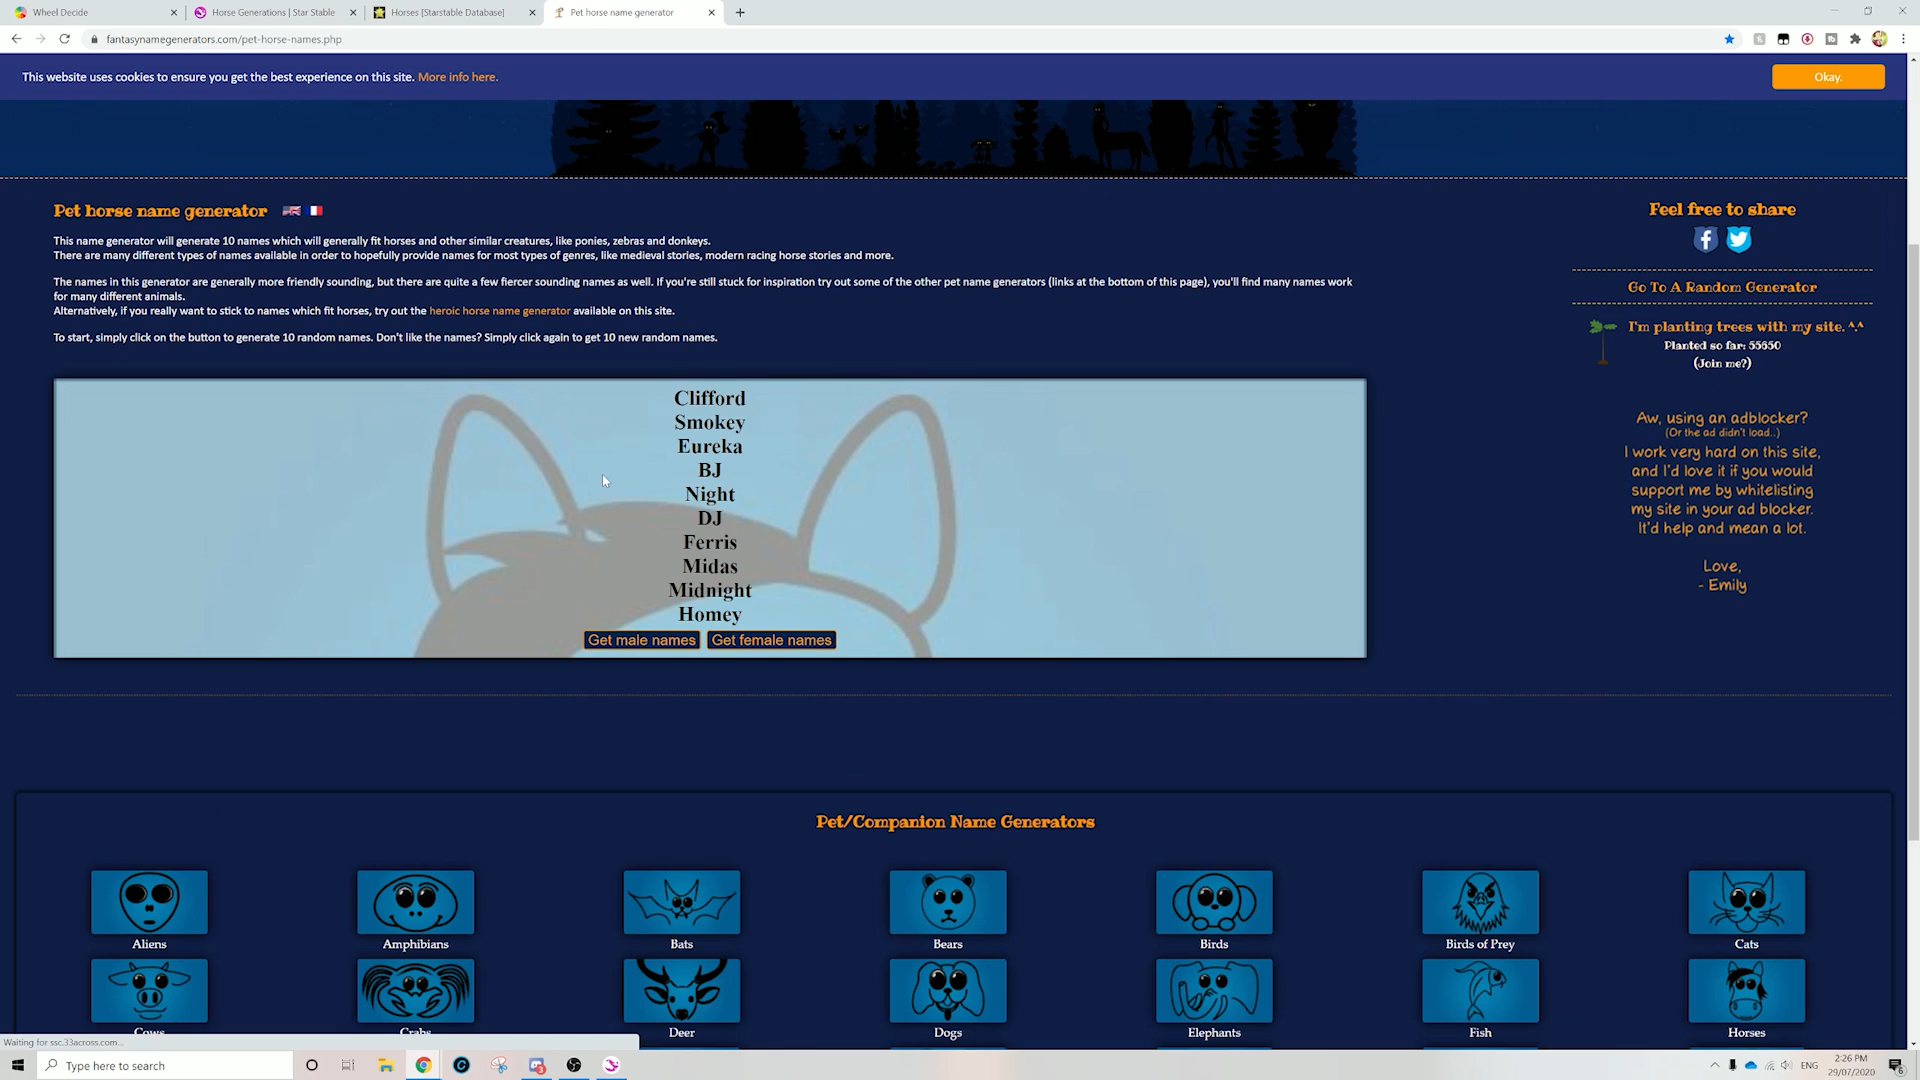 Wheel Decide
Horse Generations | Star Stable
Horses [Starstable Database]
Pet horse name generator
fantasynamegenerators.com/pet-horse-names.php
This website uses cookies to ensure you get the best experience on this site. More info here.
Okay.
Pet horse name generator
This name generator will generate 10 names which will generally fit horses and other similar creatures, like ponies, zebras and donkeys.
There are many different types of names available in order to hopefully provide names for most types of genres, like medieval stories, modern racing horse stories and more.
The names in this generator are generally more friendly sounding, but there are quite a few fiercer sounding names as well. If you're still stuck for inspiration try out some of the other pet name generators (links at the bottom of this page), you'll find many names work
for many different animals.
Alternatively, if you really want to stick to names which fit horses, try out the heroic horse name generator available on this site.
To start, simply click on the button to generate 10 random names. Don't like the names? Simply click again to get 10 new random names.
Clifford
Smokey
Eureka
BJ
Night
DJ
Ferris
Midas
Midnight
Homey
Get male names Get female names
Feel free to share
Go To A Random Generator
I'm planting trees with my site. ^.^
Planted so far: 55650
(Join me?)
Aw, using an adblocker?
(Or the ad didn't load...)
I work very hard on this site,
and I'd love it if you would
support me by whitelisting
my site in your ad blocker.
It'd help and mean a lot.
Love,
- Emily
Pet/Companion Name Generators
Aliens Amphibians Bats Bears Birds Birds of Prey Cats
Cows Crabs Deer Dogs Elephants Fish Horses
Waiting for ssc.33across.com...
Type here to search
ENG
2:26 PM
29/07/2020